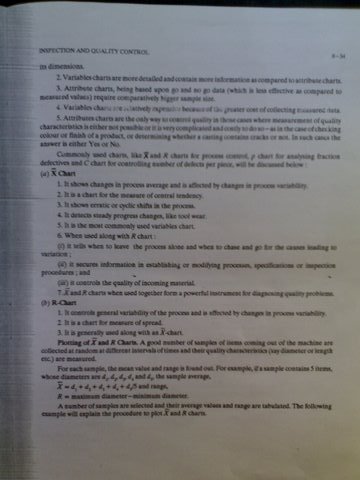 INSPECTION AND QUALITY CONTROL
its dimensions.
2. Variables charts are more detailed and contain more information as compared to attribute charts.
3. Attribute charts, being based upon go and no go data (which is less effective as compared to
measured values) require comparatively bigger sample size.
4. Variables charts are relatively expensive because of the greater cost of collecting measured data.
5. Attributes charts are the only way to control quality in those cases where measurement of quality
characteristics is either not possible or it is very complicated and costly to do so – as in the case of checking
colour or finish of a product, or determining whether a casting contains cracks or not. In such cases the
answer is either Yes or No.
Commonly used charts, like X̅ and R charts for process control, p chart for analysing fraction
defectives and C chart for controlling number of defects per piece, will be discussed below :
(a) X̅ Chart
1. It shows changes in process average and is affected by changes in process variability.
2. It is a chart for the measure of central tendency.
3. It shows erratic or cyclic shifts in the process.
4. It detects steady progress changes, like tool wear.
5. It is the most commonly used variables chart.
6. When used along with R chart :
(i) it tells when to leave the process alone and when to chase and go for the causes leading to
variation ;
(ii) it secures information in establishing or modifying processes, specifications or inspection
procedures ; and
(iii) it controls the quality of incoming material.
7. X̅ and R charts when used together form a powerful instrument for diagnosing quality problems.
(b) R-Chart
1. It controls general variability of the process and is affected by changes in process variability.
2. It is a chart for measure of spread.
3. It is generally used along with an X̅-chart.
Plotting of X̅ and R Charts. A good number of samples of items coming out of the machine are
collected at random at different intervals of times and their quality characteristics (say diameter or length
etc.) are measured.
For each sample, the mean value and range is found out. For example, if a sample contains 5 items,
whose diameters are d₁, d₂, d₃, d₄ and d₅, the sample average,
X̅ = d₁ + d₂ + d₃ + d₄ + d₅/5 and range,
R = maximum diameter – minimum diameter.
A number of samples are selected and their average values and range are tabulated. The following
example will explain the procedure to plot X̅ and R charts.